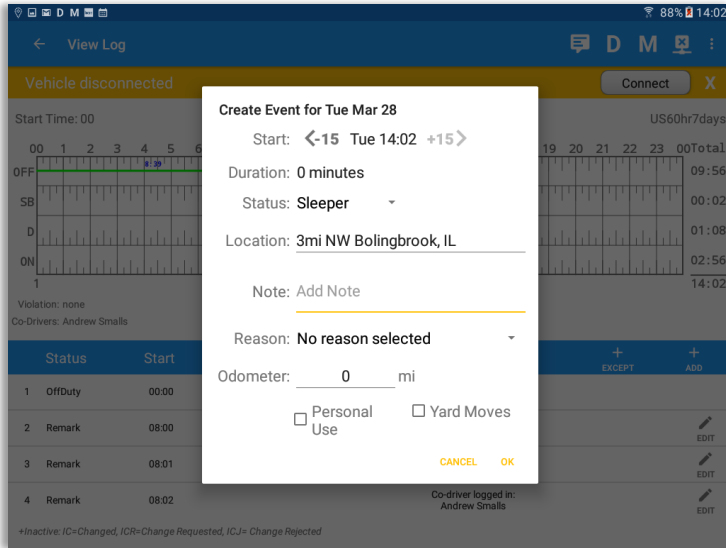 88% 14:02
View Log
D M
Vehicle disconnected
Connect X
Start Time: 00
US60hr7days
00 1 2 3 4 5 6 19 20 21 22 23 00 Total
8:39
OFF 09:56
SB 00:02
D 01:08
ON 02:56
1 14:02
Violation: none
Co-Drivers: Andrew Smalls
Create Event for Tue Mar 28
Start: -15 Tue 14:02 +15
Duration: 0 minutes
Status: Sleeper
Location: 3mi NW Bolingbrook, IL
Note: Add Note
Reason: No reason selected
Odometer: 0 mi
Personal Use
Yard Moves
CANCEL OK
Status Start + EXCEPT + ADD
1 OffDuty 00:00
2 Remark 08:00 EDIT
3 Remark 08:01 EDIT
4 Remark 08:02 Co-driver logged in: Andrew Smalls EDIT
+Inactive: IC=Changed, ICR=Change Requested, ICJ= Change Rejected